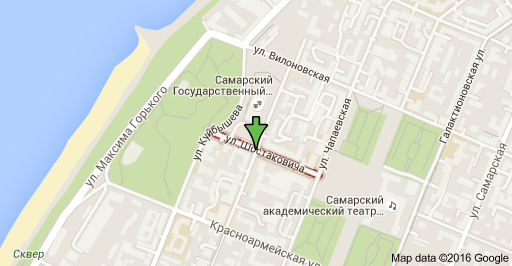 ул. Вилоновская
Самарский
Государственный...
ул. Максима Горького
ул. Куйбышева
ул. Шостаковича
ул. Чапаевская
Галактионовская ул.
ул. Самарская
Самарский
академический театр...
Красноармейская ул.
Сквер
Map data ©2016 Google